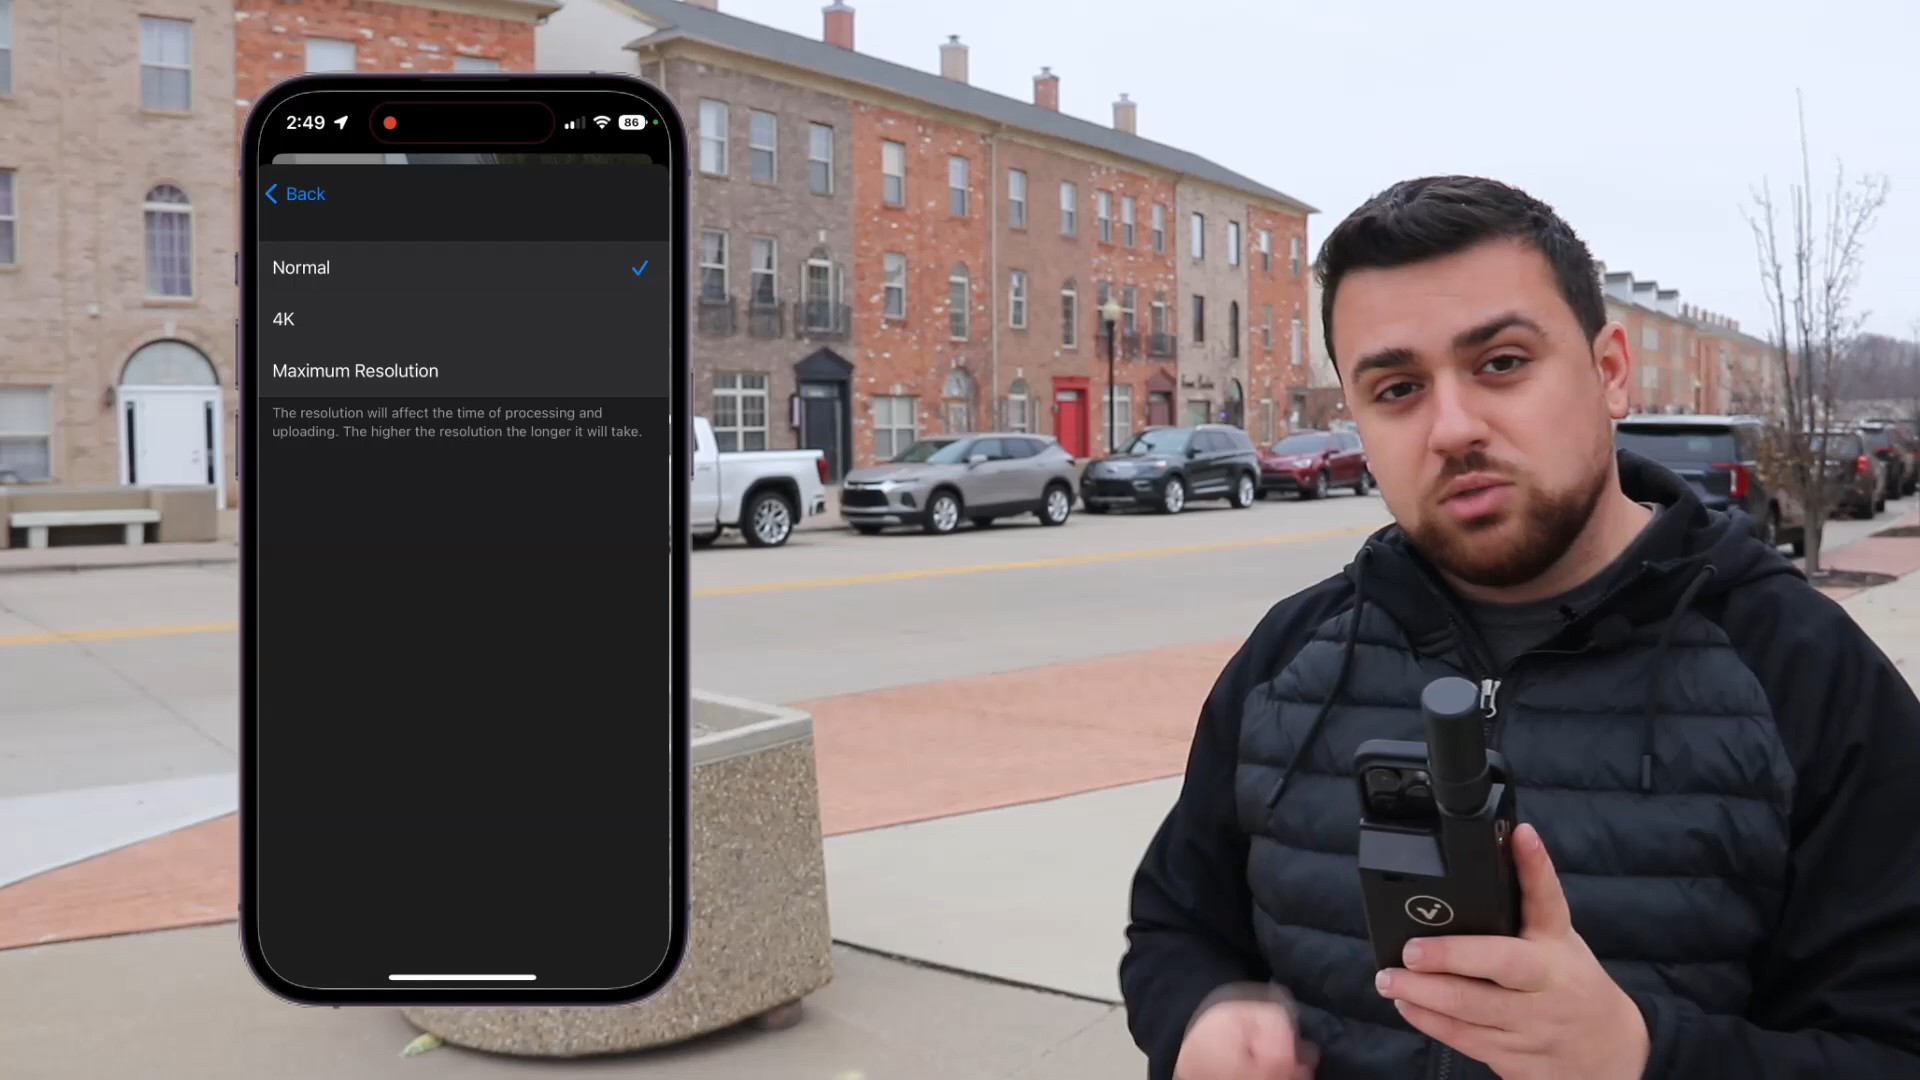 2:49
86
Back
Normal
4K
Maximum Resolution
The resolution will affect the time of processing and
uploading. The higher the resolution the longer it will take.